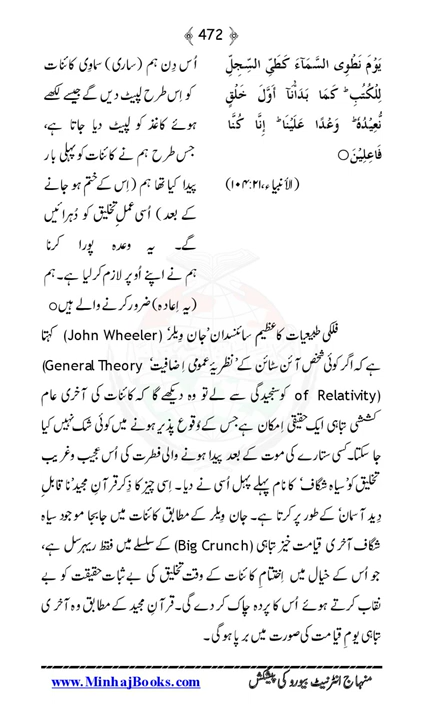 ﴿ 472 ﴾
يَوْمَ نَطْوِی السَّمَآءَ كَطَیِّ السِّجِلِّ
لِلْكُتُبِ ؕ كَمَا بَدَاْنَاۤ اَوَّلَ خَلْقٍ
نُّعِیْدُهٗ ؕ وَعْدًا عَلَیْنَا ؕ اِنَّا كُنَّا
فَاعِلِیْنَ ○
(الأنبیاء، ۲۱:۱۰۴)
اُس دِن ہم (ساری) سماوی کائنات
کو اِس طرح لپیٹ دیں گے جیسے لکھے
ہوئے کاغذ کو لپیٹ دیا جاتا ہے،
جس طرح ہم نے کائنات کو پہلی بار
پیدا کیا تھا ہم (اِس کے ختم ہو جانے
کے بعد) اُسی عملِ تخلیق کو دُہرائیں
گے۔ یہ وعدہ پورا کرنا
ہم نے اپنے اُوپر لازم کر لیا ہے۔ ہم
(یہ اِعادہ) ضرور کرنے والے ہیں○
فلکی طبیعیات کا عظیم سائنسدان ’جان ویلر‘ (John Wheeler) کہتا
ہے کہ اگر کوئی شخص آئن سٹائن کے ’نظریۂ عمومی اِضافیت‘ (General Theory
of Relativity) کو سنجیدگی سے لے تو وہ دیکھے گا کہ کائنات کی آخری عام
کششی تباہی ایک حقیقی اِمکان ہے جس کے وُقوع پذیر ہونے میں کوئی شک نہیں کیا
جا سکتا۔ کسی ستارے کی موت کے بعد پیدا ہونے والی فطرت کی اُس عجیب و غریب
تخلیق کو ’سیاہ شگاف‘ کا نام پہلے پہل اُسی نے دیا۔ اِسی چیز کا ذِکر قرآنِ مجید ’نا قابلِ
دِید آسمان‘ کے طور پر کرتا ہے۔ جان ویلر کے مطابق کائنات میں جابجا موجود سیاہ
شگاف آخری قیامت خیز تباہی (Big Crunch) کے سلسلے میں فقط ریہرسل ہے،
جو اُس کے خیال میں اِختتامِ کائنات کے وقت تخلیق کی بے ثبات حقیقت کو بے
نقاب کرتے ہوئے اُس کا پردہ چاک کر دے گی۔ قرآنِ مجید کے مطابق وہ آخری
تباہی یومِ قیامت کی صورت میں برپا ہو گی۔
منہاج انٹرنیٹ بیورو کی پیشکش
www.MinhajBooks.com